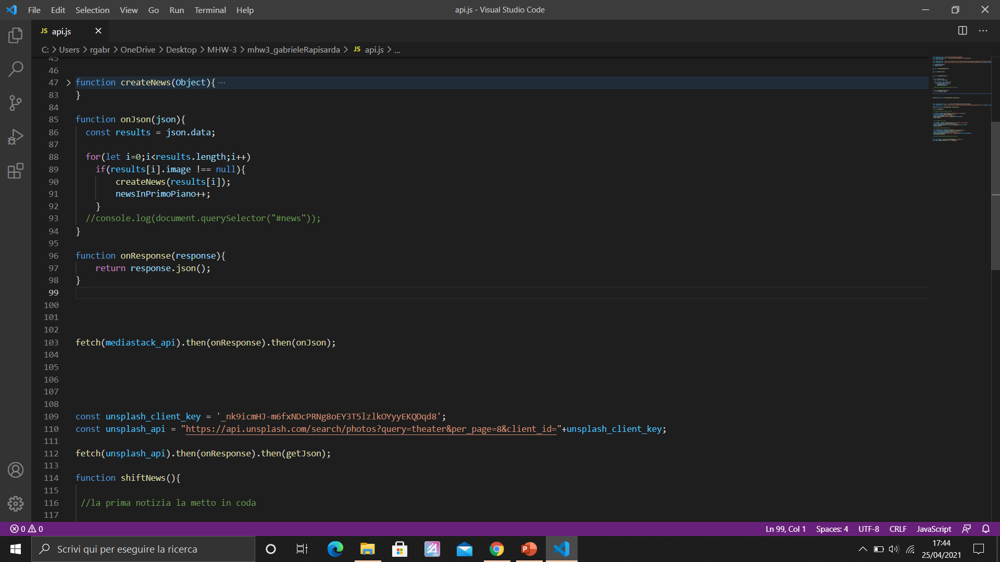 File Edit Selection View Go Run Terminal Help
api.js - Visual Studio Code
JS api.js
C: > Users > rgabr > OneDrive > Desktop > MHW-3 > mhw3_gabrieleRapisarda > JS api.js > ...
45
46
47 function createNews(Object){ ···
83 }
84
85 function onJson(json){
86 const results = json.data;
87
88 for(let i=0;i<results.length;i++)
89 if(results[i].image !== null){
90 createNews(results[i]);
91 newsInPrimoPiano++;
92 }
93 //console.log(document.querySelector("#news"));
94 }
95
96 function onResponse(response){
97 return response.json();
98 }
99
100
101
102
103 fetch(mediastack_api).then(onResponse).then(onJson);
104
105
106
107
108
109 const unsplash_client_key = '_nk9icmHJ-m6fxNDcPRNg8oEY3T5lzlkOYyyEKQDqd8';
110 const unsplash_api = "https://api.unsplash.com/search/photos?query=theater&per_page=8&client_id="+unsplash_client_key;
111
112 fetch(unsplash_api).then(onResponse).then(getJson);
113
114 function shiftNews(){
115
116 //la prima notizia la metto in coda
117
0 0
Ln 99, Col 1 Spaces: 4 UTF-8 CRLF JavaScript
Scrivi qui per eseguire la ricerca
17:44
25/04/2021